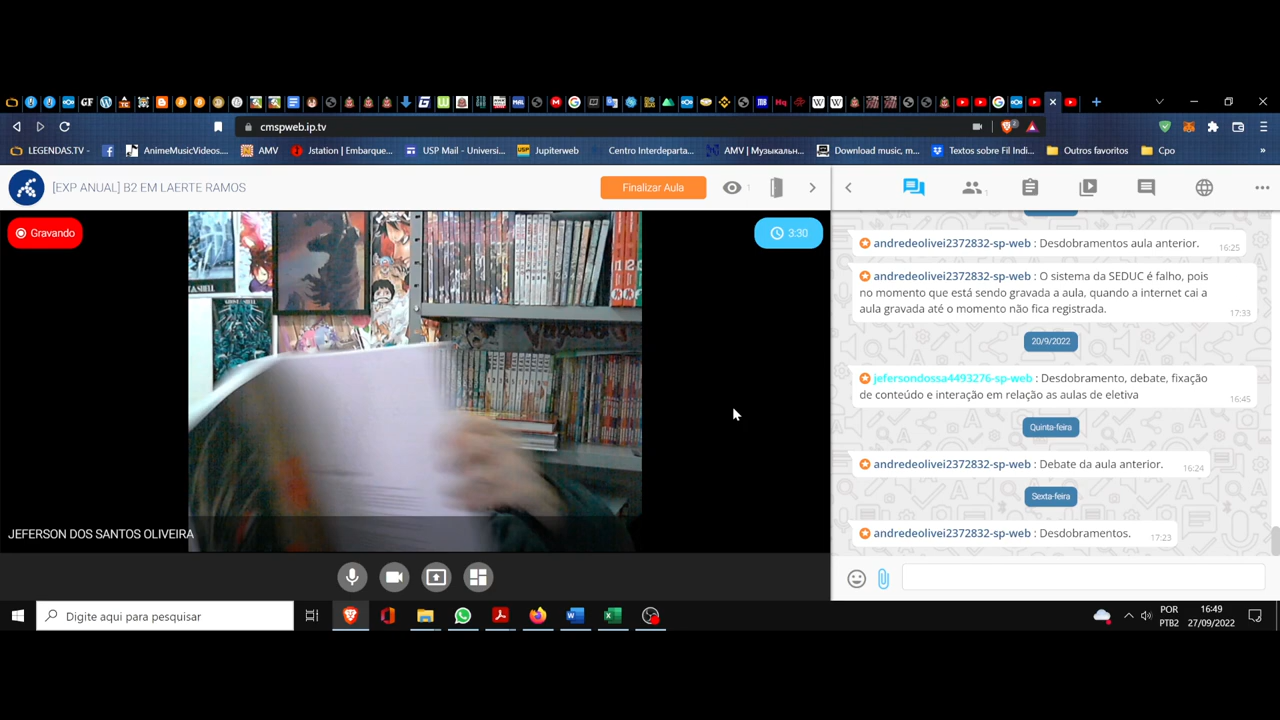 cmspweb.ip.tv
LEGENDAS.TV -
AnimeMusicVideos...
AMV
Jstation | Embarque...
USP Mail - Universi...
Jupiterweb
Centro Interdeparta...
AMV | Музыкальн...
Download music, m...
Textos sobre Fil Indi...
Outros favoritos
Cpo
[EXP ANUAL] B2 EM LAERTE RAMOS
Finalizar Aula
1
1
Gravando
3:30
JEFERSON DOS SANTOS OLIVEIRA
andredeolivei2372832-sp-web : Desdobramentos aula anterior.
16:25
andredeolivei2372832-sp-web : O sistema da SEDUC é falho, pois
no momento que está sendo gravada a aula, quando a internet cai a
aula gravada até o momento não fica registrada.
17:33
20/9/2022
jefersondossa4493276-sp-web : Desdobramento, debate, fixação
de conteúdo e interação em relação as aulas de eletiva
16:45
Quinta-feira
andredeolivei2372832-sp-web : Debate da aula anterior.
16:24
Sexta-feira
andredeolivei2372832-sp-web : Desdobramentos.
17:23
Digite aqui para pesquisar
POR
PTB2
16:49
27/09/2022